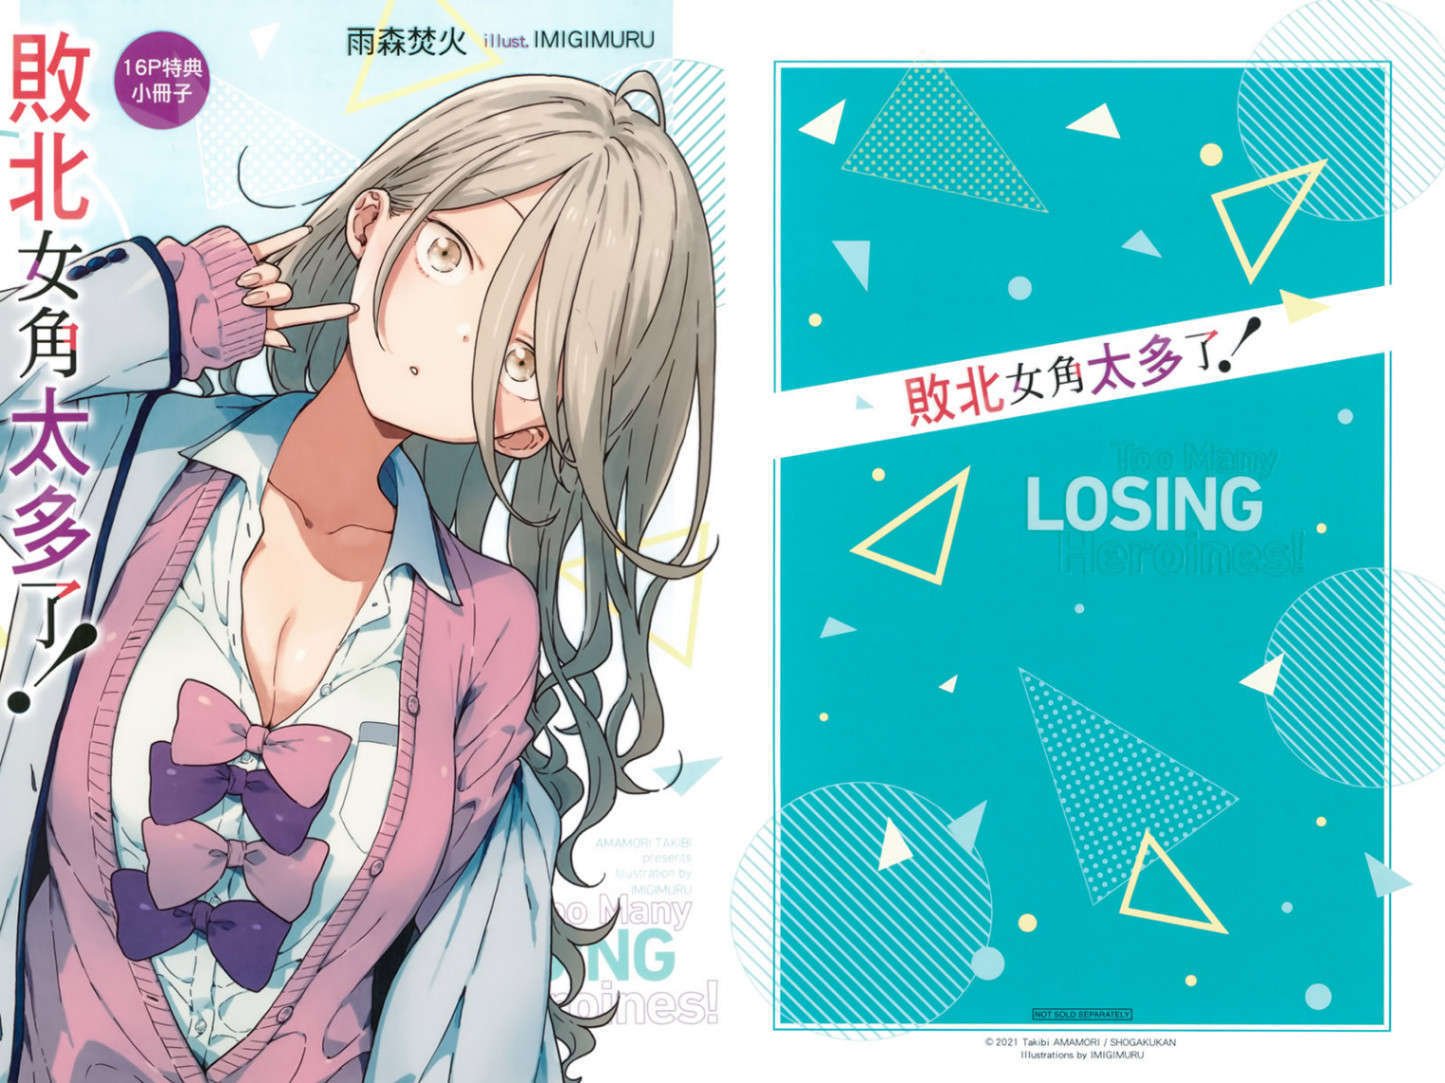 雨森焚火 illust. IMIGIMURU
16P特典
小冊子
敗北女角太多了!
AMAMORI TAKIBI
presents
Illustration by
IMIGIMURU
oo Many
NG
oines!
敗北女角太多了!
Too Many
LOSING
Heroines!
NOT SOLD SEPARATELY
©2021 Takibi AMAMORI / SHOGAKUKAN
Illustrations by IMIGIMURU